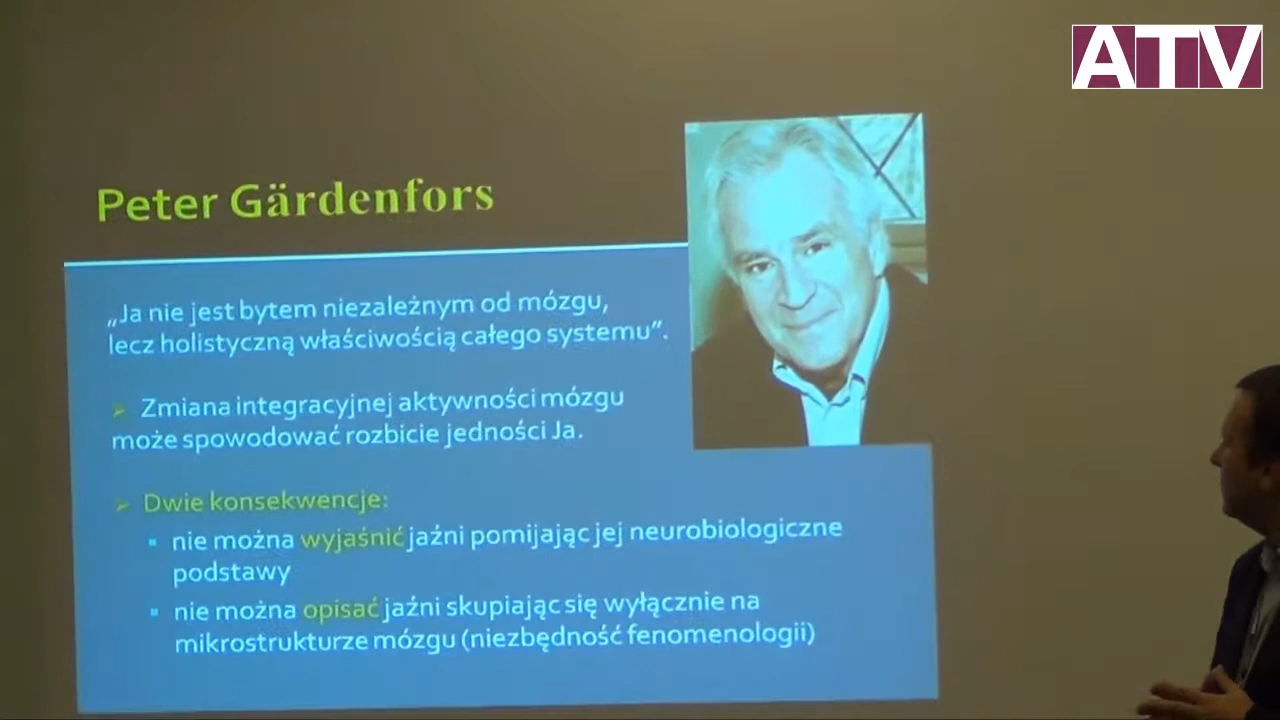 ATV
Peter Gärdenfors
„Ja nie jest bytem niezależnym od mózgu,
lecz holistyczną właściwością całego systemu”.
Zmiana integracyjnej aktywności mózgu
może spowodować rozbicie jedności Ja.
Dwie konsekwencje:
nie można wyjaśnić jaźni pomijając jej neurobiologiczne
podstawy
nie można opisać jaźni skupiając się wyłącznie na
mikrostrukturze mózgu (niezbędność fenomenologii)